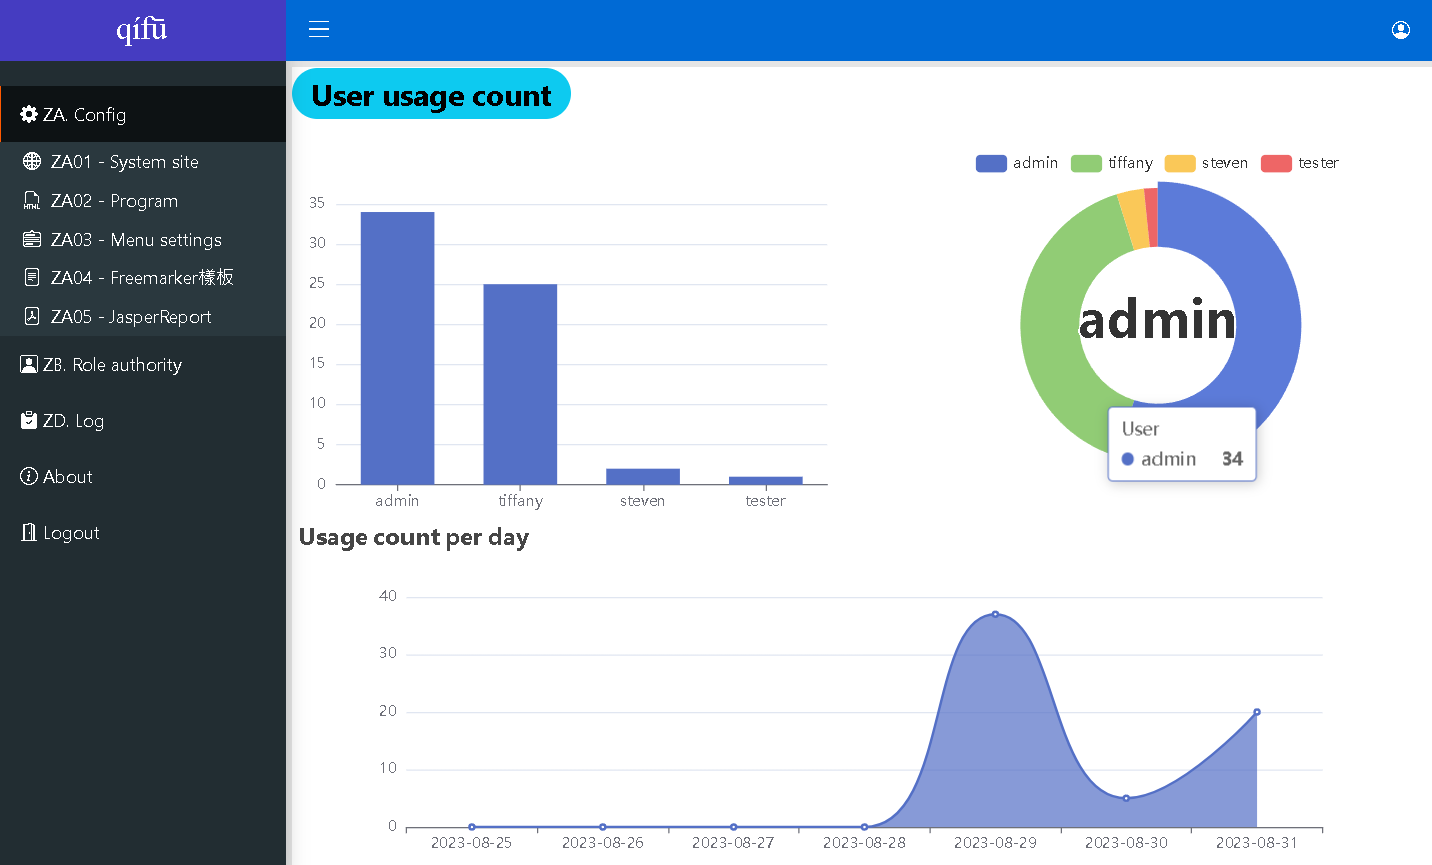 qífū
ZA. Config
ZA01 - System site
ZA02 - Program
ZA03 - Menu settings
ZA04 - Freemarker樣板
ZA05 - JasperReport
ZB. Role authority
ZD. Log
About
Logout
User usage count
35
30
25
20
15
10
5
0
admin tiffany steven tester
admin tiffany steven tester
admin
User
admin 34
Usage count per day
40
30
20
10
0
2023-08-25 2023-08-26 2023-08-27 2023-08-28 2023-08-29 2023-08-30 2023-08-31